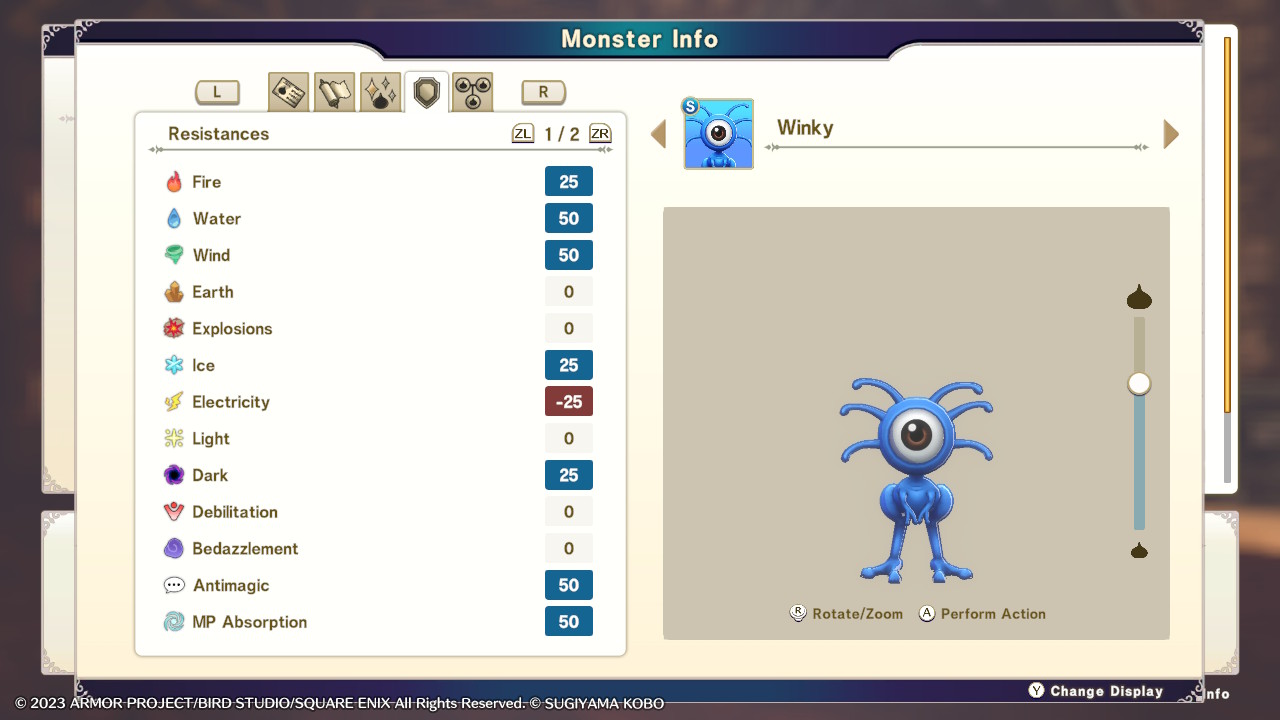 Monster Info
L
R
Resistances
ZL 1 / 2 ZR
Fire 25
Water 50
Wind 50
Earth 0
Explosions 0
Ice 25
Electricity -25
Light 0
Dark 25
Debilitation 0
Bedazzlement 0
Antimagic 50
MP Absorption 50
S
Winky
R Rotate/Zoom A Perform Action
Y Change Display
Info
© 2023 ARMOR PROJECT/BIRD STUDIO/SQUARE ENIX All Rights Reserved. © SUGIYAMA KOBO